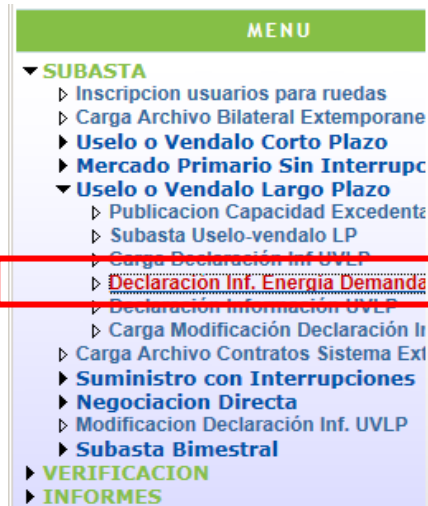 MENU
SUBASTA
Inscripcion usuarios para ruedas
Carga Archivo Bilateral Extemporane
Uselo o Vendalo Corto Plazo
Mercado Primario Sin Interrupc
Uselo o Vendalo Largo Plazo
Publicacion Capacidad Excedenta
Subasta Uselo-vendalo LP
Carga Declaración Inf UVLP
Declaración Inf. Energia Demanda
Declaración Información UVLP
Carga Modificación Declaración In
Carga Archivo Contratos Sistema Ext
Suministro con Interrupciones
Negociacion Directa
Modificacion Declaración Inf. UVLP
Subasta Bimestral
VERIFICACION
INFORMES